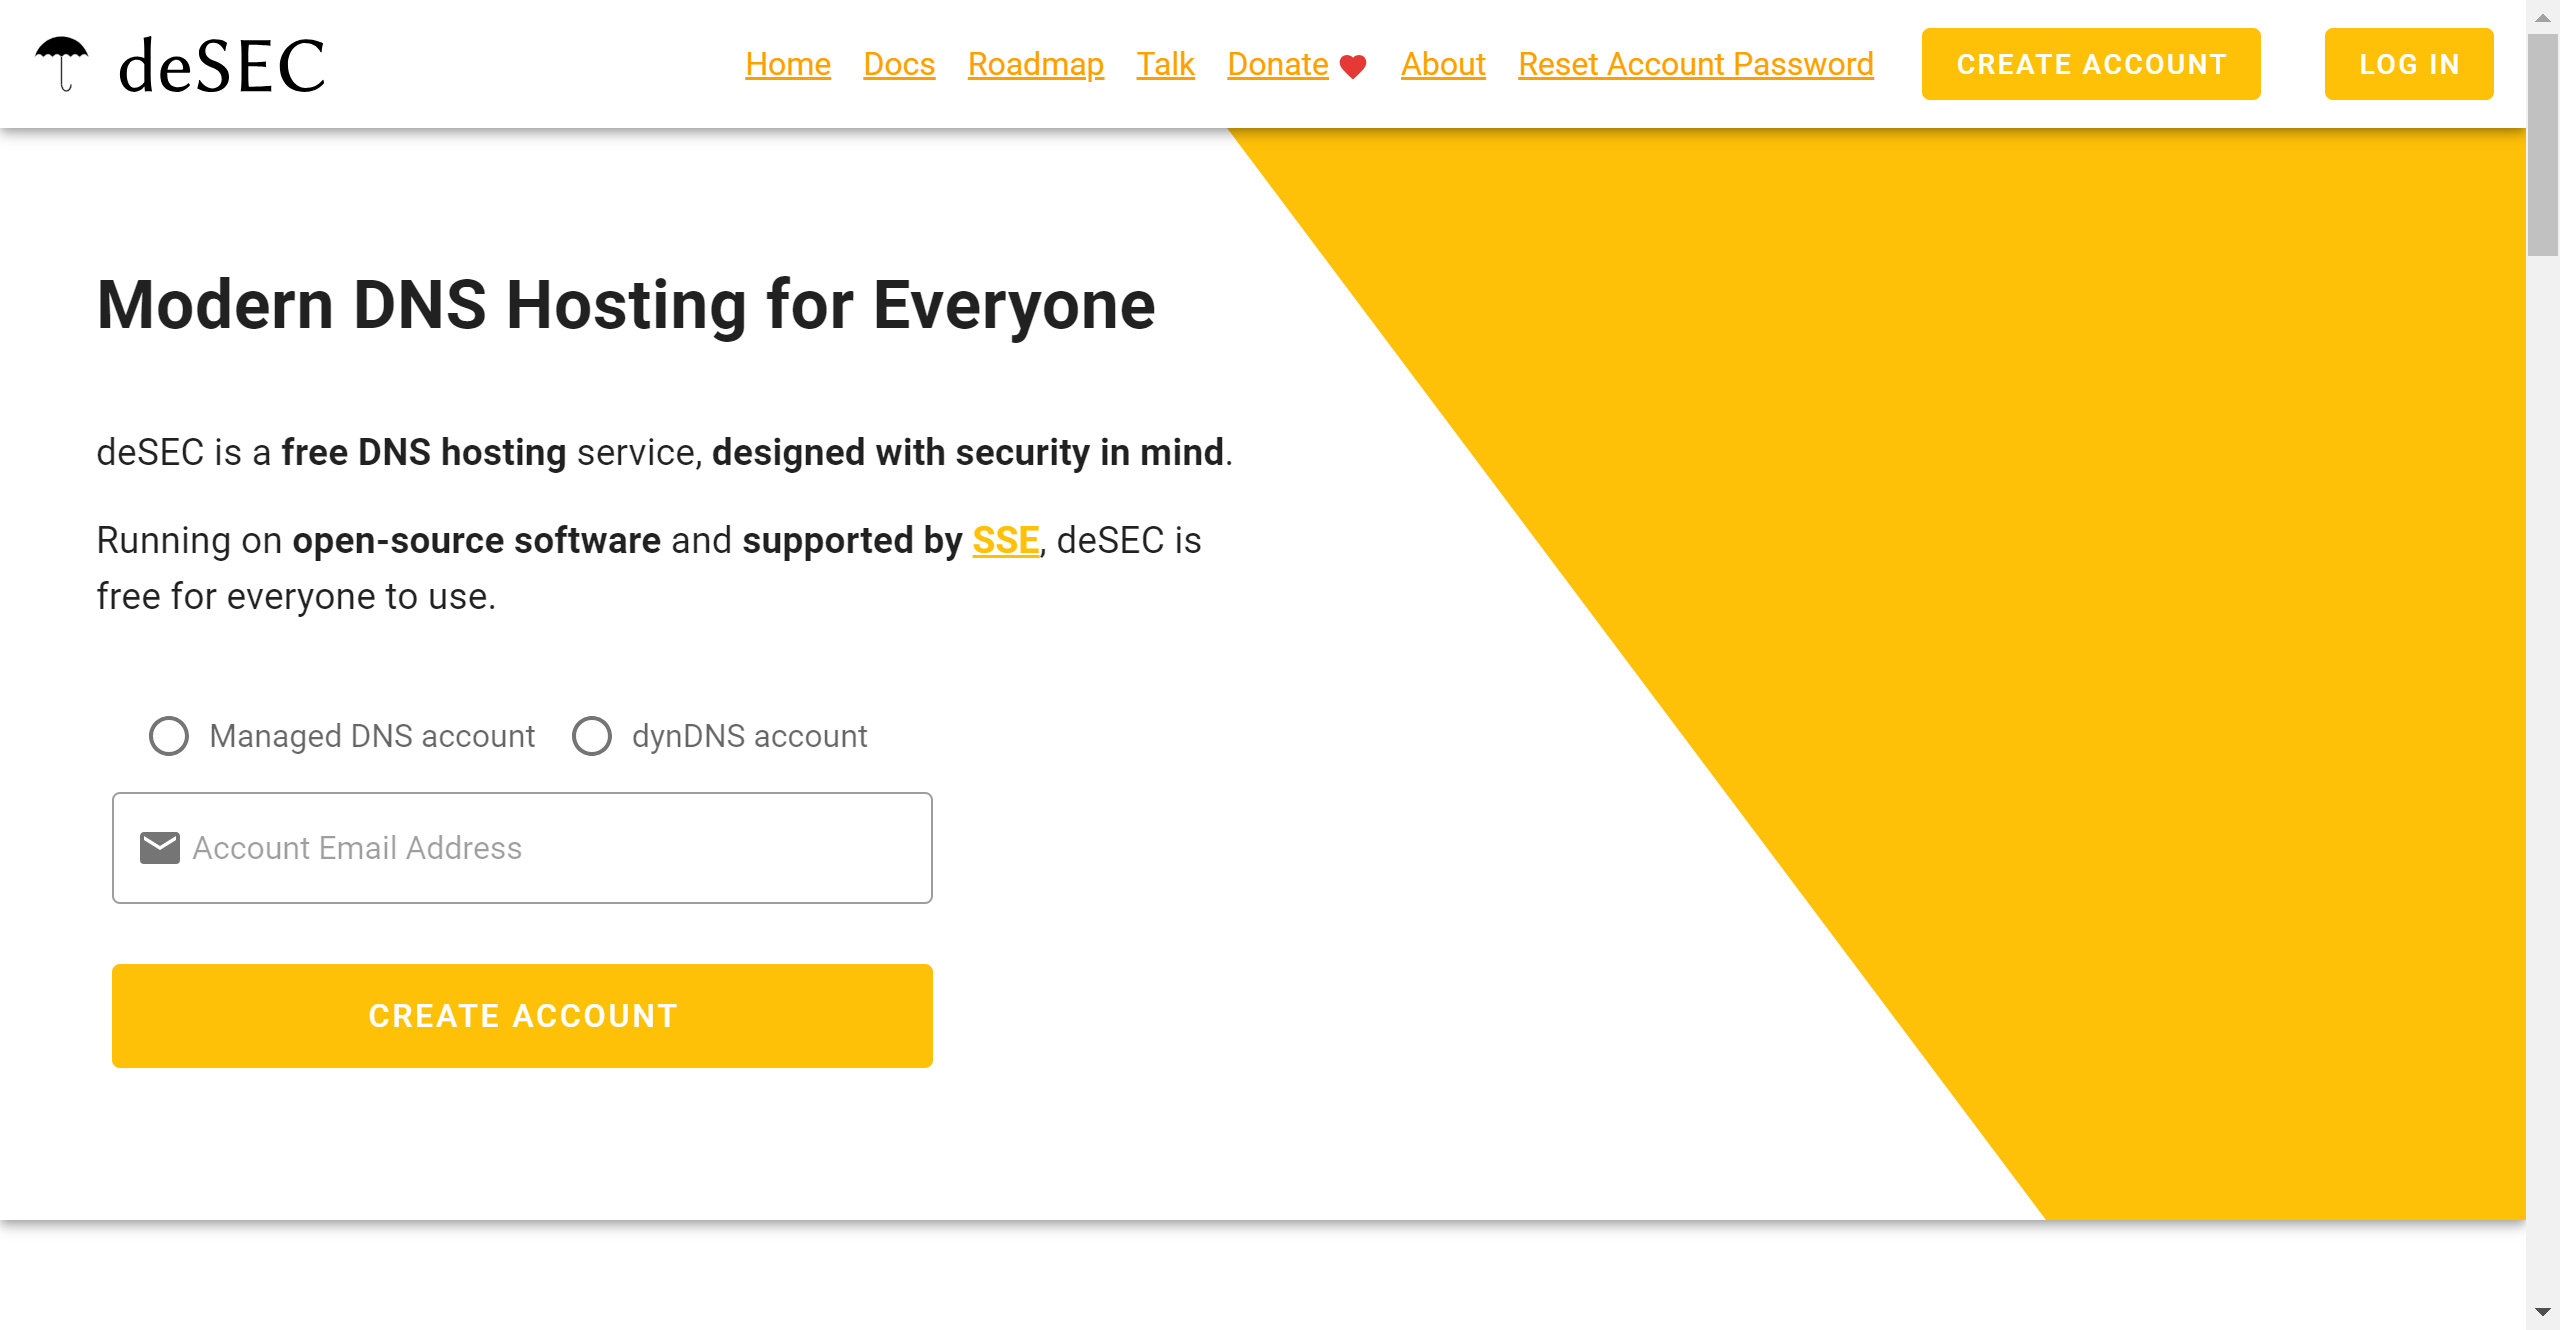 deSEC
Home Docs Roadmap Talk Donate About Reset Account Password CREATE ACCOUNT LOG IN
Modern DNS Hosting for Everyone
deSEC is a free DNS hosting service, designed with security in mind.
Running on open-source software and supported by SSE, deSEC is
free for everyone to use.
Managed DNS account dynDNS account
Account Email Address
CREATE ACCOUNT